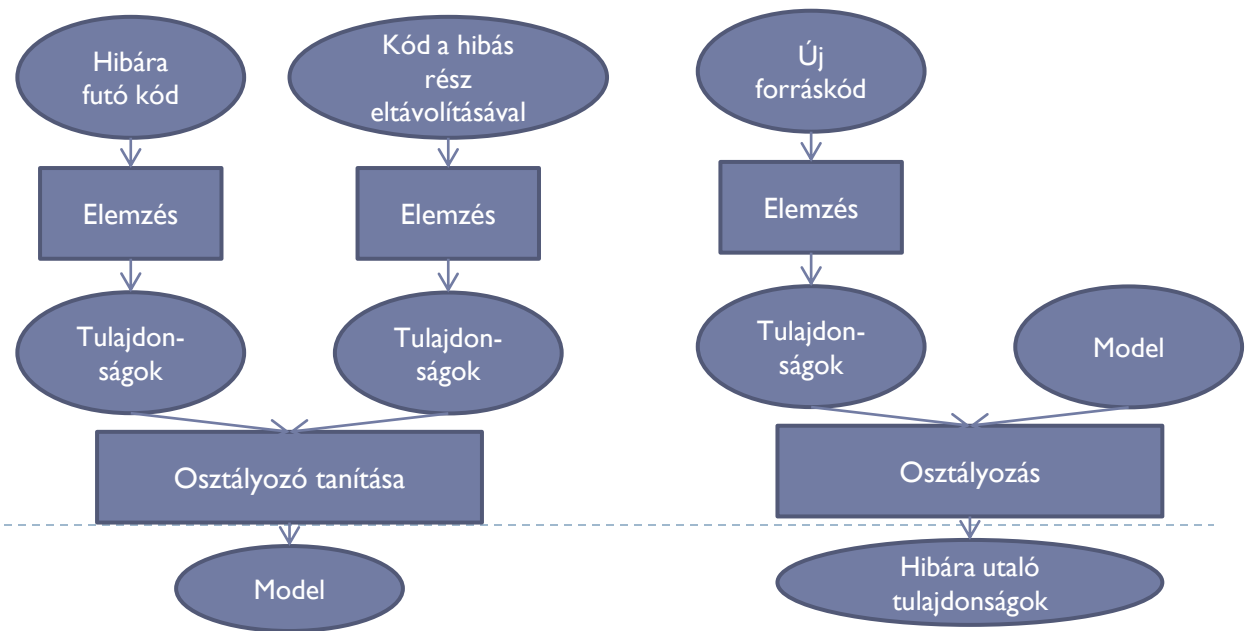 Hibára
futó kód
Kód a hibás
rész
eltávolításával
Új
forráskód
Elemzés
Elemzés
Elemzés
Tulajdon-
ságok
Tulajdon-
ságok
Tulajdon-
ságok
Model
Osztályozó tanítása
Osztályozás
Model
Hibára utaló
tulajdonságok